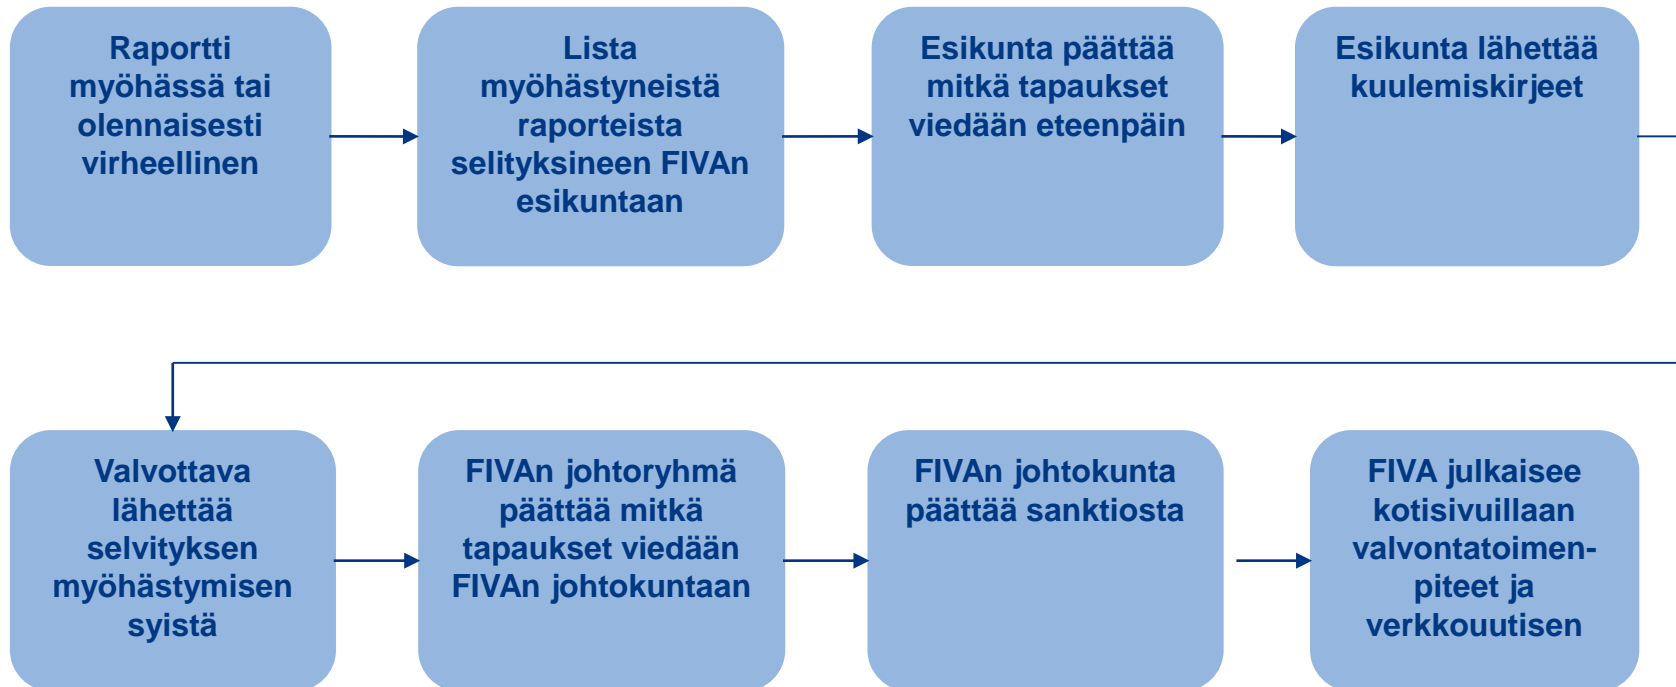 Raportti
myöhässä tai
olennaisesti
virheellinen
Lista
myöhästyneistä
raporteista
selityksineen FIVAn
esikuntaan
Esikunta päättää
mitkä tapaukset
viedään eteenpäin
Esikunta lähettää
kuulemiskirjeet
Valvottava
lähettää
selvityksen
myöhästymisen
syistä
FIVAn johtoryhmä
päättää mitkä
tapaukset viedään
FIVAn johtokuntaan
FIVAn johtokunta
päättää sanktiosta
FIVA julkaisee
kotisivuillaan
valvontatoimen-
piteet ja
verkkouutisen